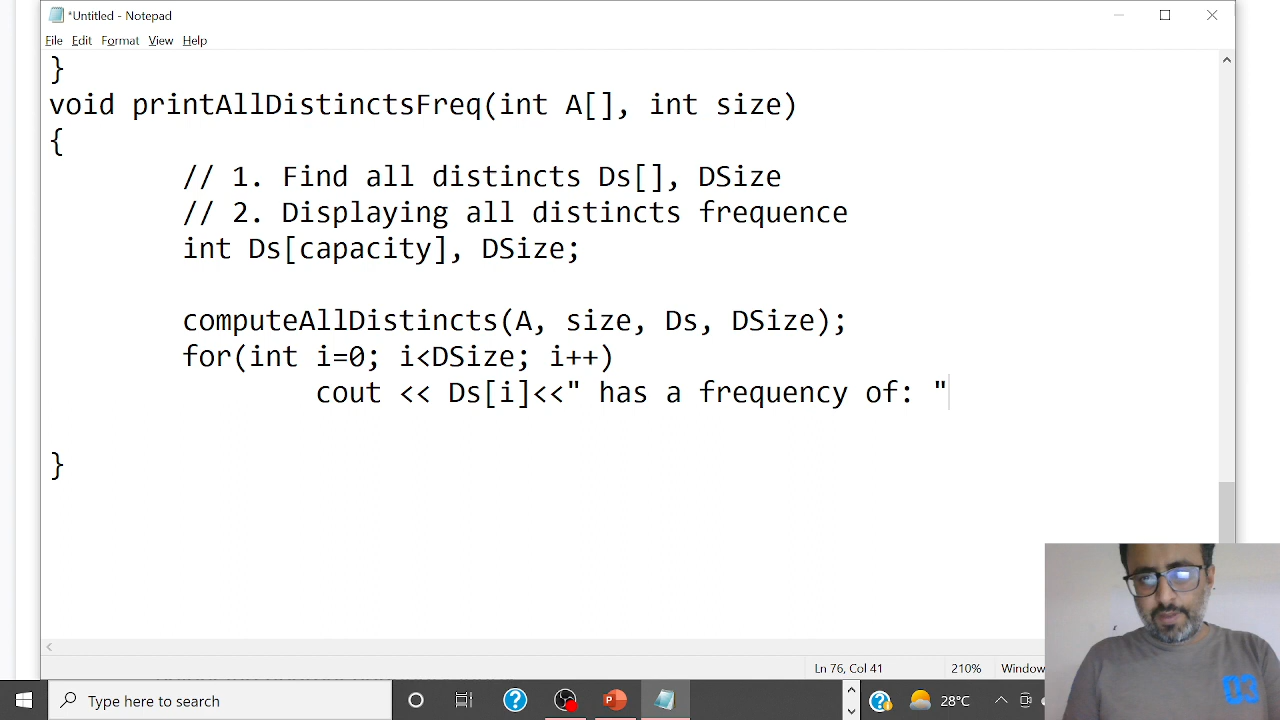 *Untitled - Notepad
File Edit Format View Help
}
void printAllDistinctsFreq(int A[], int size)
{
// 1. Find all distincts Ds[], DSize
// 2. Displaying all distincts frequence
int Ds[capacity], DSize;
computeAllDistincts(A, size, Ds, DSize);
for(int i=0; i<DSize; i++)
cout << Ds[i]<<" has a frequency of: "
}
Ln 76, Col 41 210% Window
Type here to search 28°C